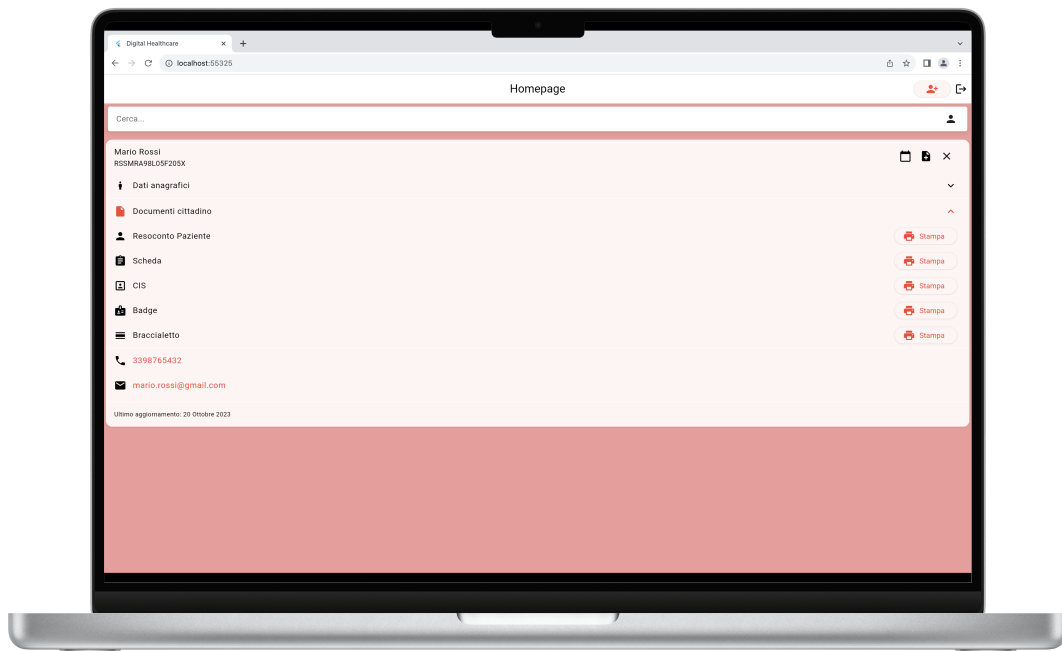 Digital Healthcare
localhost:55325
Homepage
Cerca...
Mario Rossi
RSSMRA98L05F205X
Dati anagrafici
Documenti cittadino
Resoconto Paziente Stampa
Scheda Stampa
CIS Stampa
Badge Stampa
Braccialetto Stampa
3398765432
mario.rossi@gmail.com
Ultimo aggiornamento: 20 Ottobre 2023